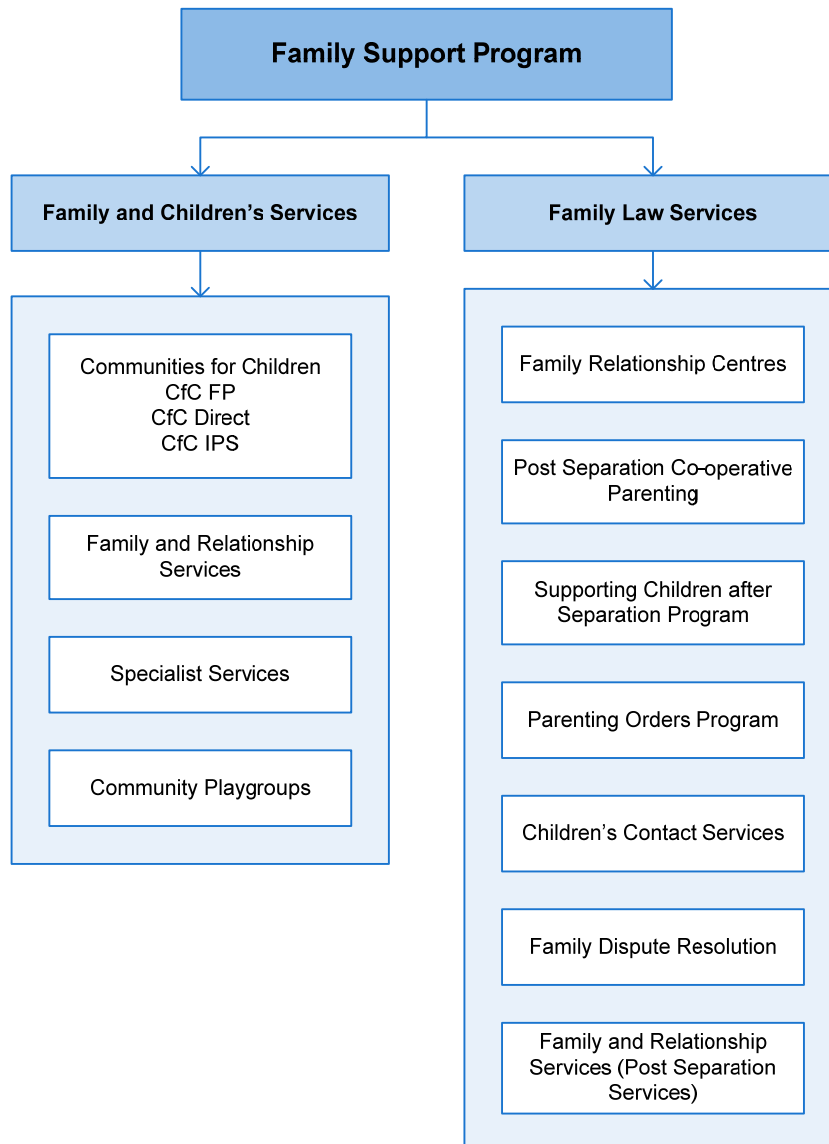 Family Support Program
Family and Children’s Services
Communities for Children
CfC FP
CfC Direct
CfC IPS
Family and Relationship
Services
Specialist Services
Community Playgroups
Family Law Services
Family Relationship Centres
Post Separation Co-operative
Parenting
Supporting Children after
Separation Program
Parenting Orders Program
Children’s Contact Services
Family Dispute Resolution
Family and Relationship
Services (Post Separation
Services)